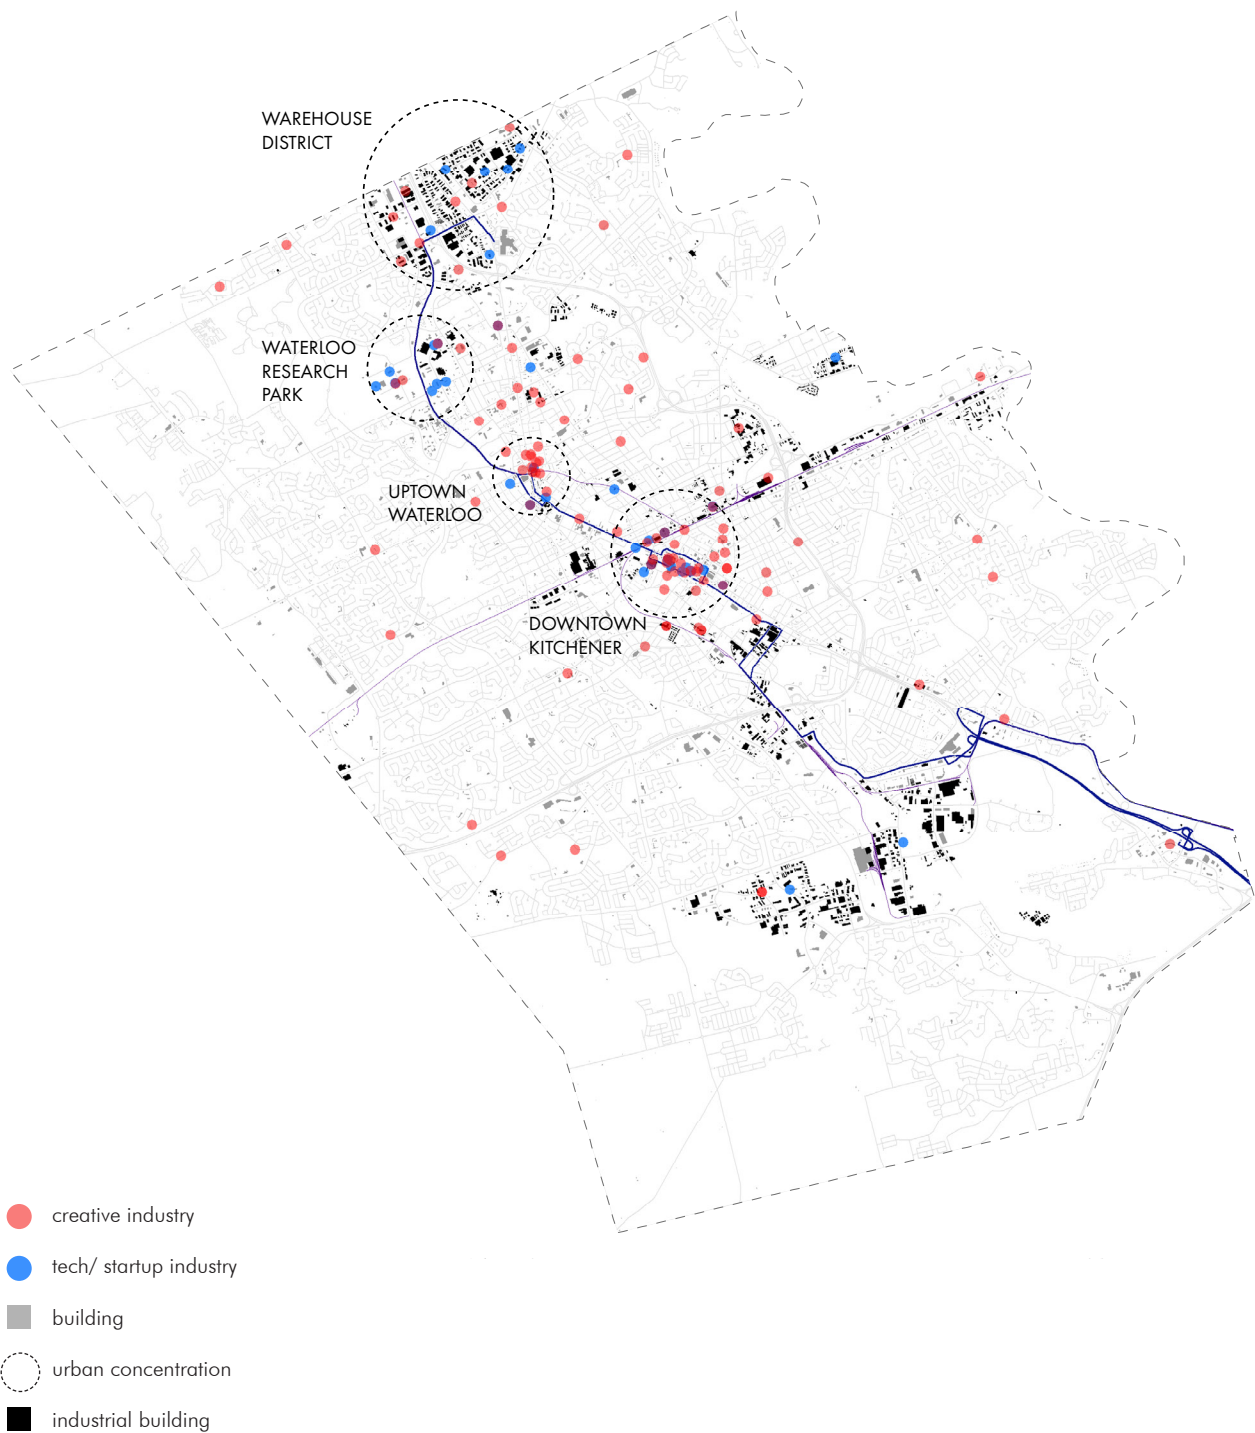 WAREHOUSE
DISTRICT
WATERLOO
RESEARCH
PARK
UPTOWN
WATERLOO
DOWNTOWN
KITCHENER
creative industry
tech/ startup industry
building
urban concentration
industrial building